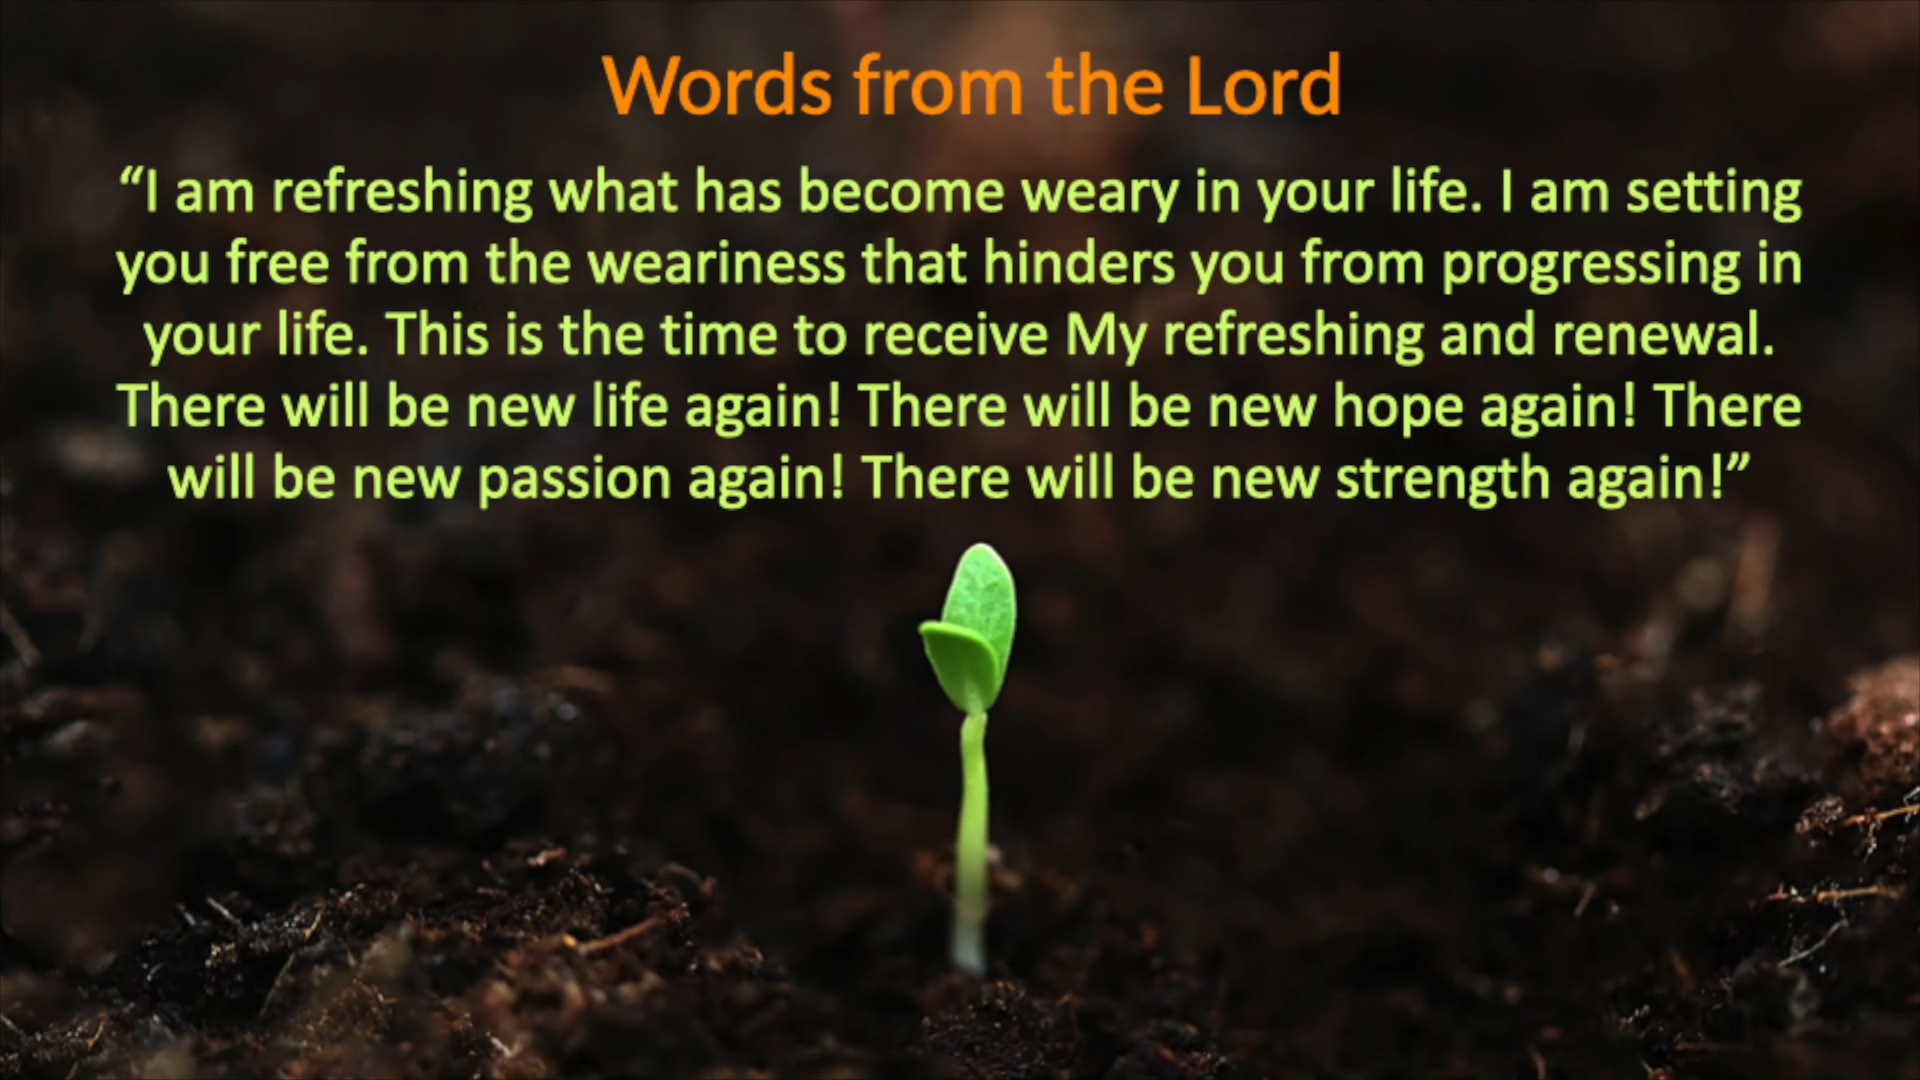 Words from the Lord
“I am refreshing what has become weary in your life. I am setting
you free from the weariness that hinders you from progressing in
your life. This is the time to receive My refreshing and renewal.
There will be new life again! There will be new hope again! There
will be new passion again! There will be new strength again!”